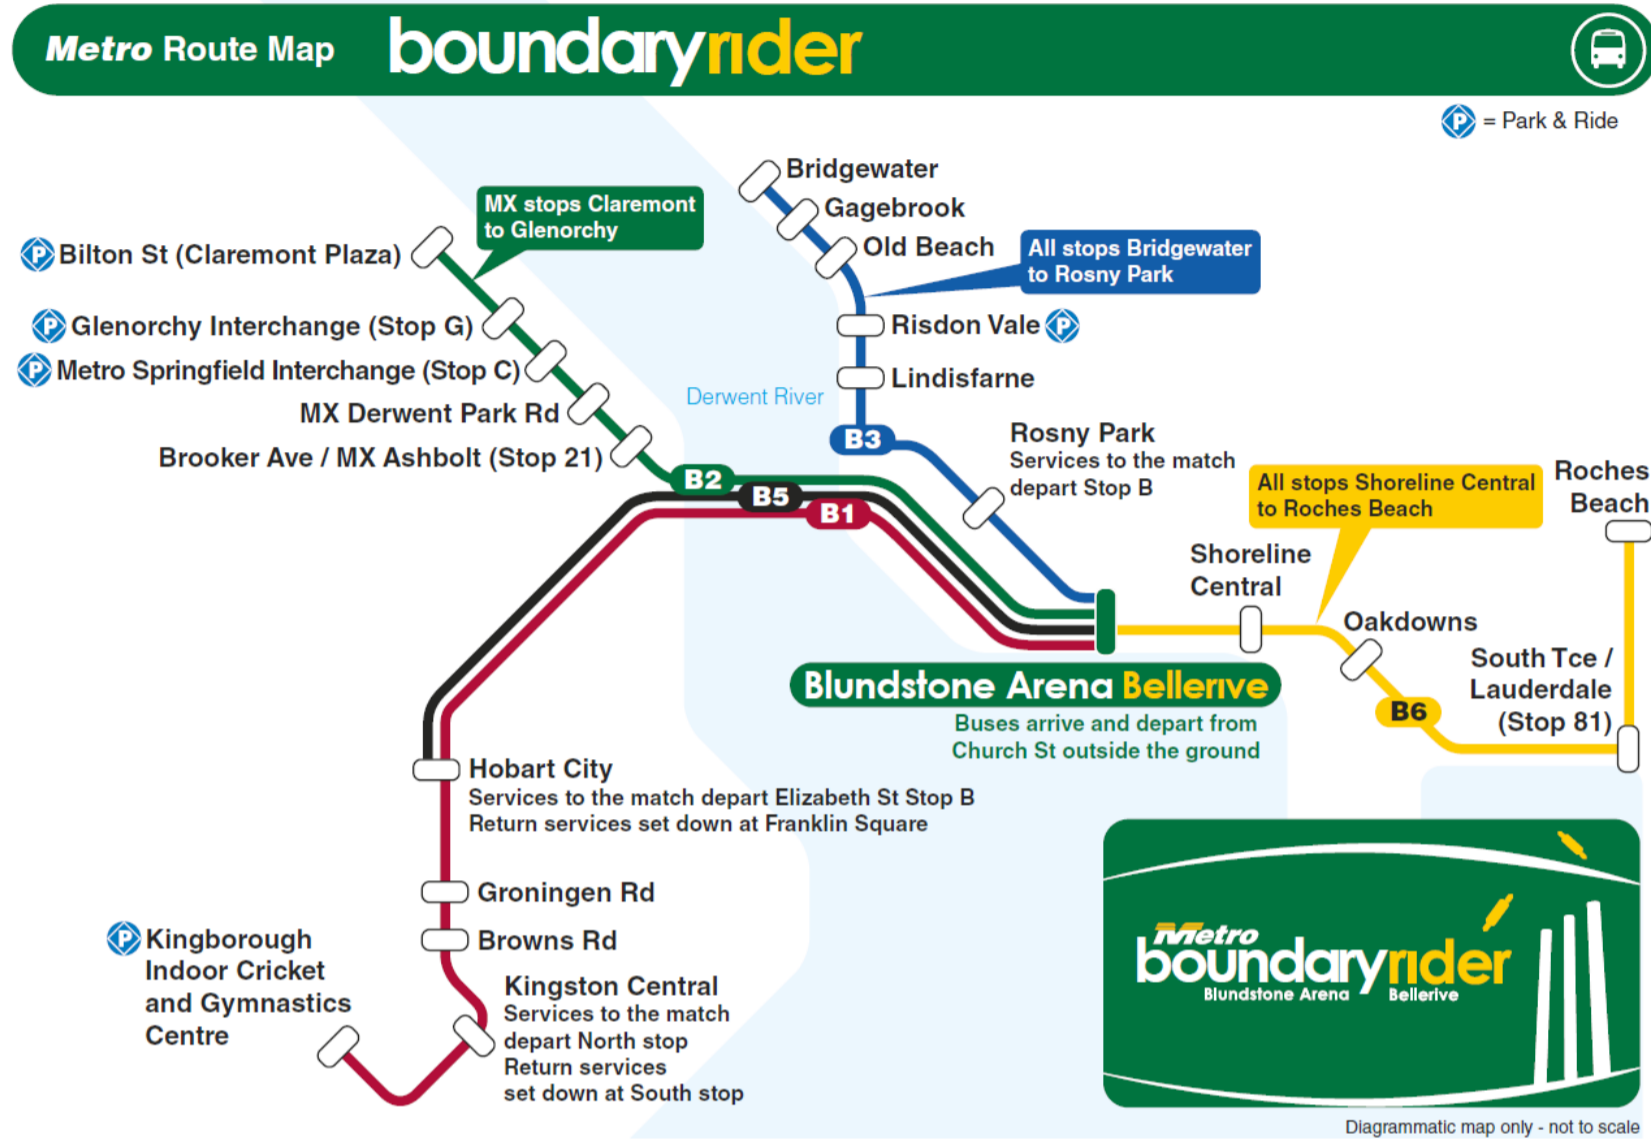 Metro Route Map
boundaryrider
P = Park & Ride
Bridgewater
Gagebrook
Old Beach
MX stops Claremont
to Glenorchy
All stops Bridgewater
to Rosny Park
P Bilton St (Claremont Plaza)
P Glenorchy Interchange (Stop G)
P Metro Springfield Interchange (Stop C)
MX Derwent Park Rd
Brooker Ave / MX Ashbolt (Stop 21)
Risdon Vale P
Lindisfarne
Derwent River
B3
B2
B5
B1
Rosny Park
Services to the match
depart Stop B
All stops Shoreline Central
to Roches Beach
Roches
Beach
Shoreline
Central
Oakdowns
South Tce /
Lauderdale
(Stop 81)
B6
Blundstone Arena Bellerive
Buses arrive and depart from
Church St outside the ground
Hobart City
Services to the match depart Elizabeth St Stop B
Return services set down at Franklin Square
Groningen Rd
Browns Rd
P Kingborough
Indoor Cricket
and Gymnastics
Centre
Kingston Central
Services to the match
depart North stop
Return services
set down at South stop
Metro
boundaryrider
Blundstone Arena Bellerive
Diagrammatic map only - not to scale